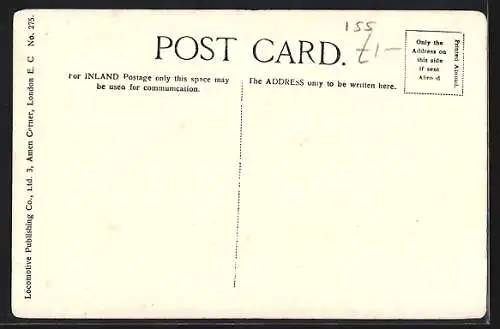 155
£1-
POST CARD.
For INLAND Postage only this space may
be used for communication.
The ADDRESS only to be written here.
Only the
Address on
this side
if sent
Abroad
Printed Abroad.
Locomotive Publishing Co., Ltd. 3, Amen Corner, London E. C No. 275.